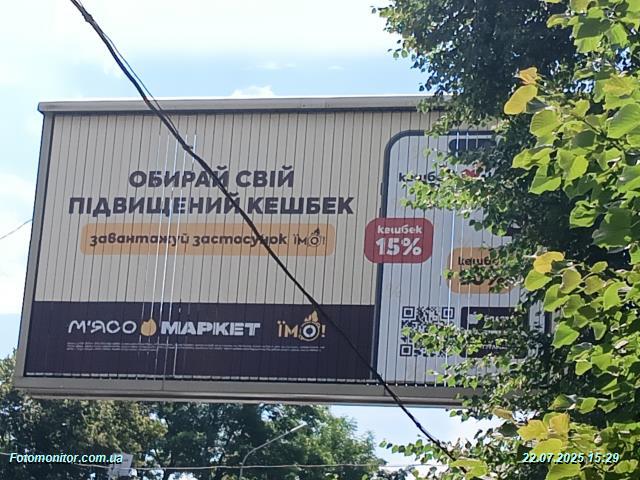 ОБИРАЙ СВІЙ
ПІДВИЩЕНИЙ КЕШБЕК
завантажуй застосунок ЇМО!
кешбек
15%
М'ЯСО МАРКЕТ ЇМО!
Fotomonitor.com.ua
22.07.2025 15:29